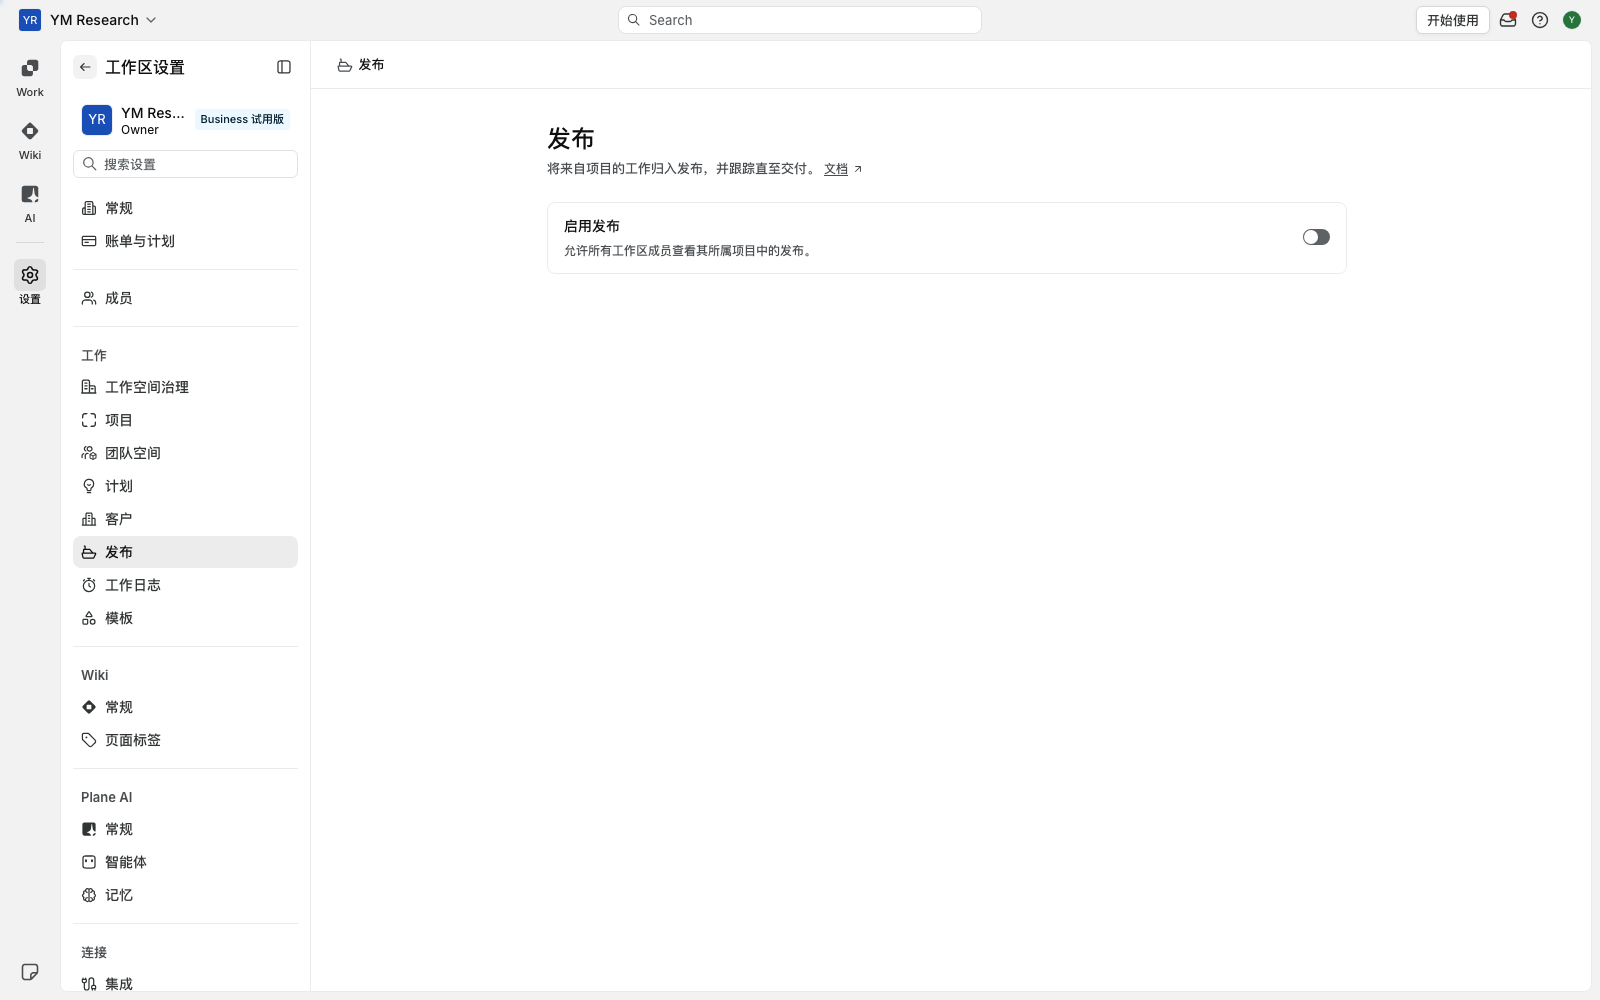 YR YM Research
Search
开始使用
Y
Work
Wiki
AI
设置
工作区设置
YR
YM Res...
Owner
Business 试用版
搜索设置
常规
账单与计划
成员
工作
工作空间治理
项目
团队空间
计划
客户
发布
工作日志
模板
Wiki
常规
页面标签
Plane AI
常规
智能体
记忆
连接
集成
发布
发布
将来自项目的工作归入发布，并跟踪直至交付。 文档
启用发布
允许所有工作区成员查看其所属项目中的发布。